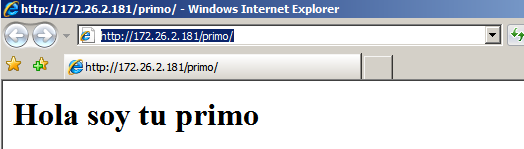 http://172.26.2.181/primo/ - Windows Internet Explorer
http://172.26.2.181/primo/
http://172.26.2.181/primo/
Hola soy tu primo